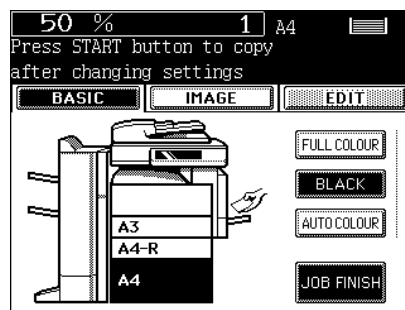 50 % 1 A4
Press START button to copy
after changing settings
BASIC IMAGE EDIT
FULL COLOUR
BLACK
A3 AUTO COLOUR
A4-R
A4 JOB FINISH